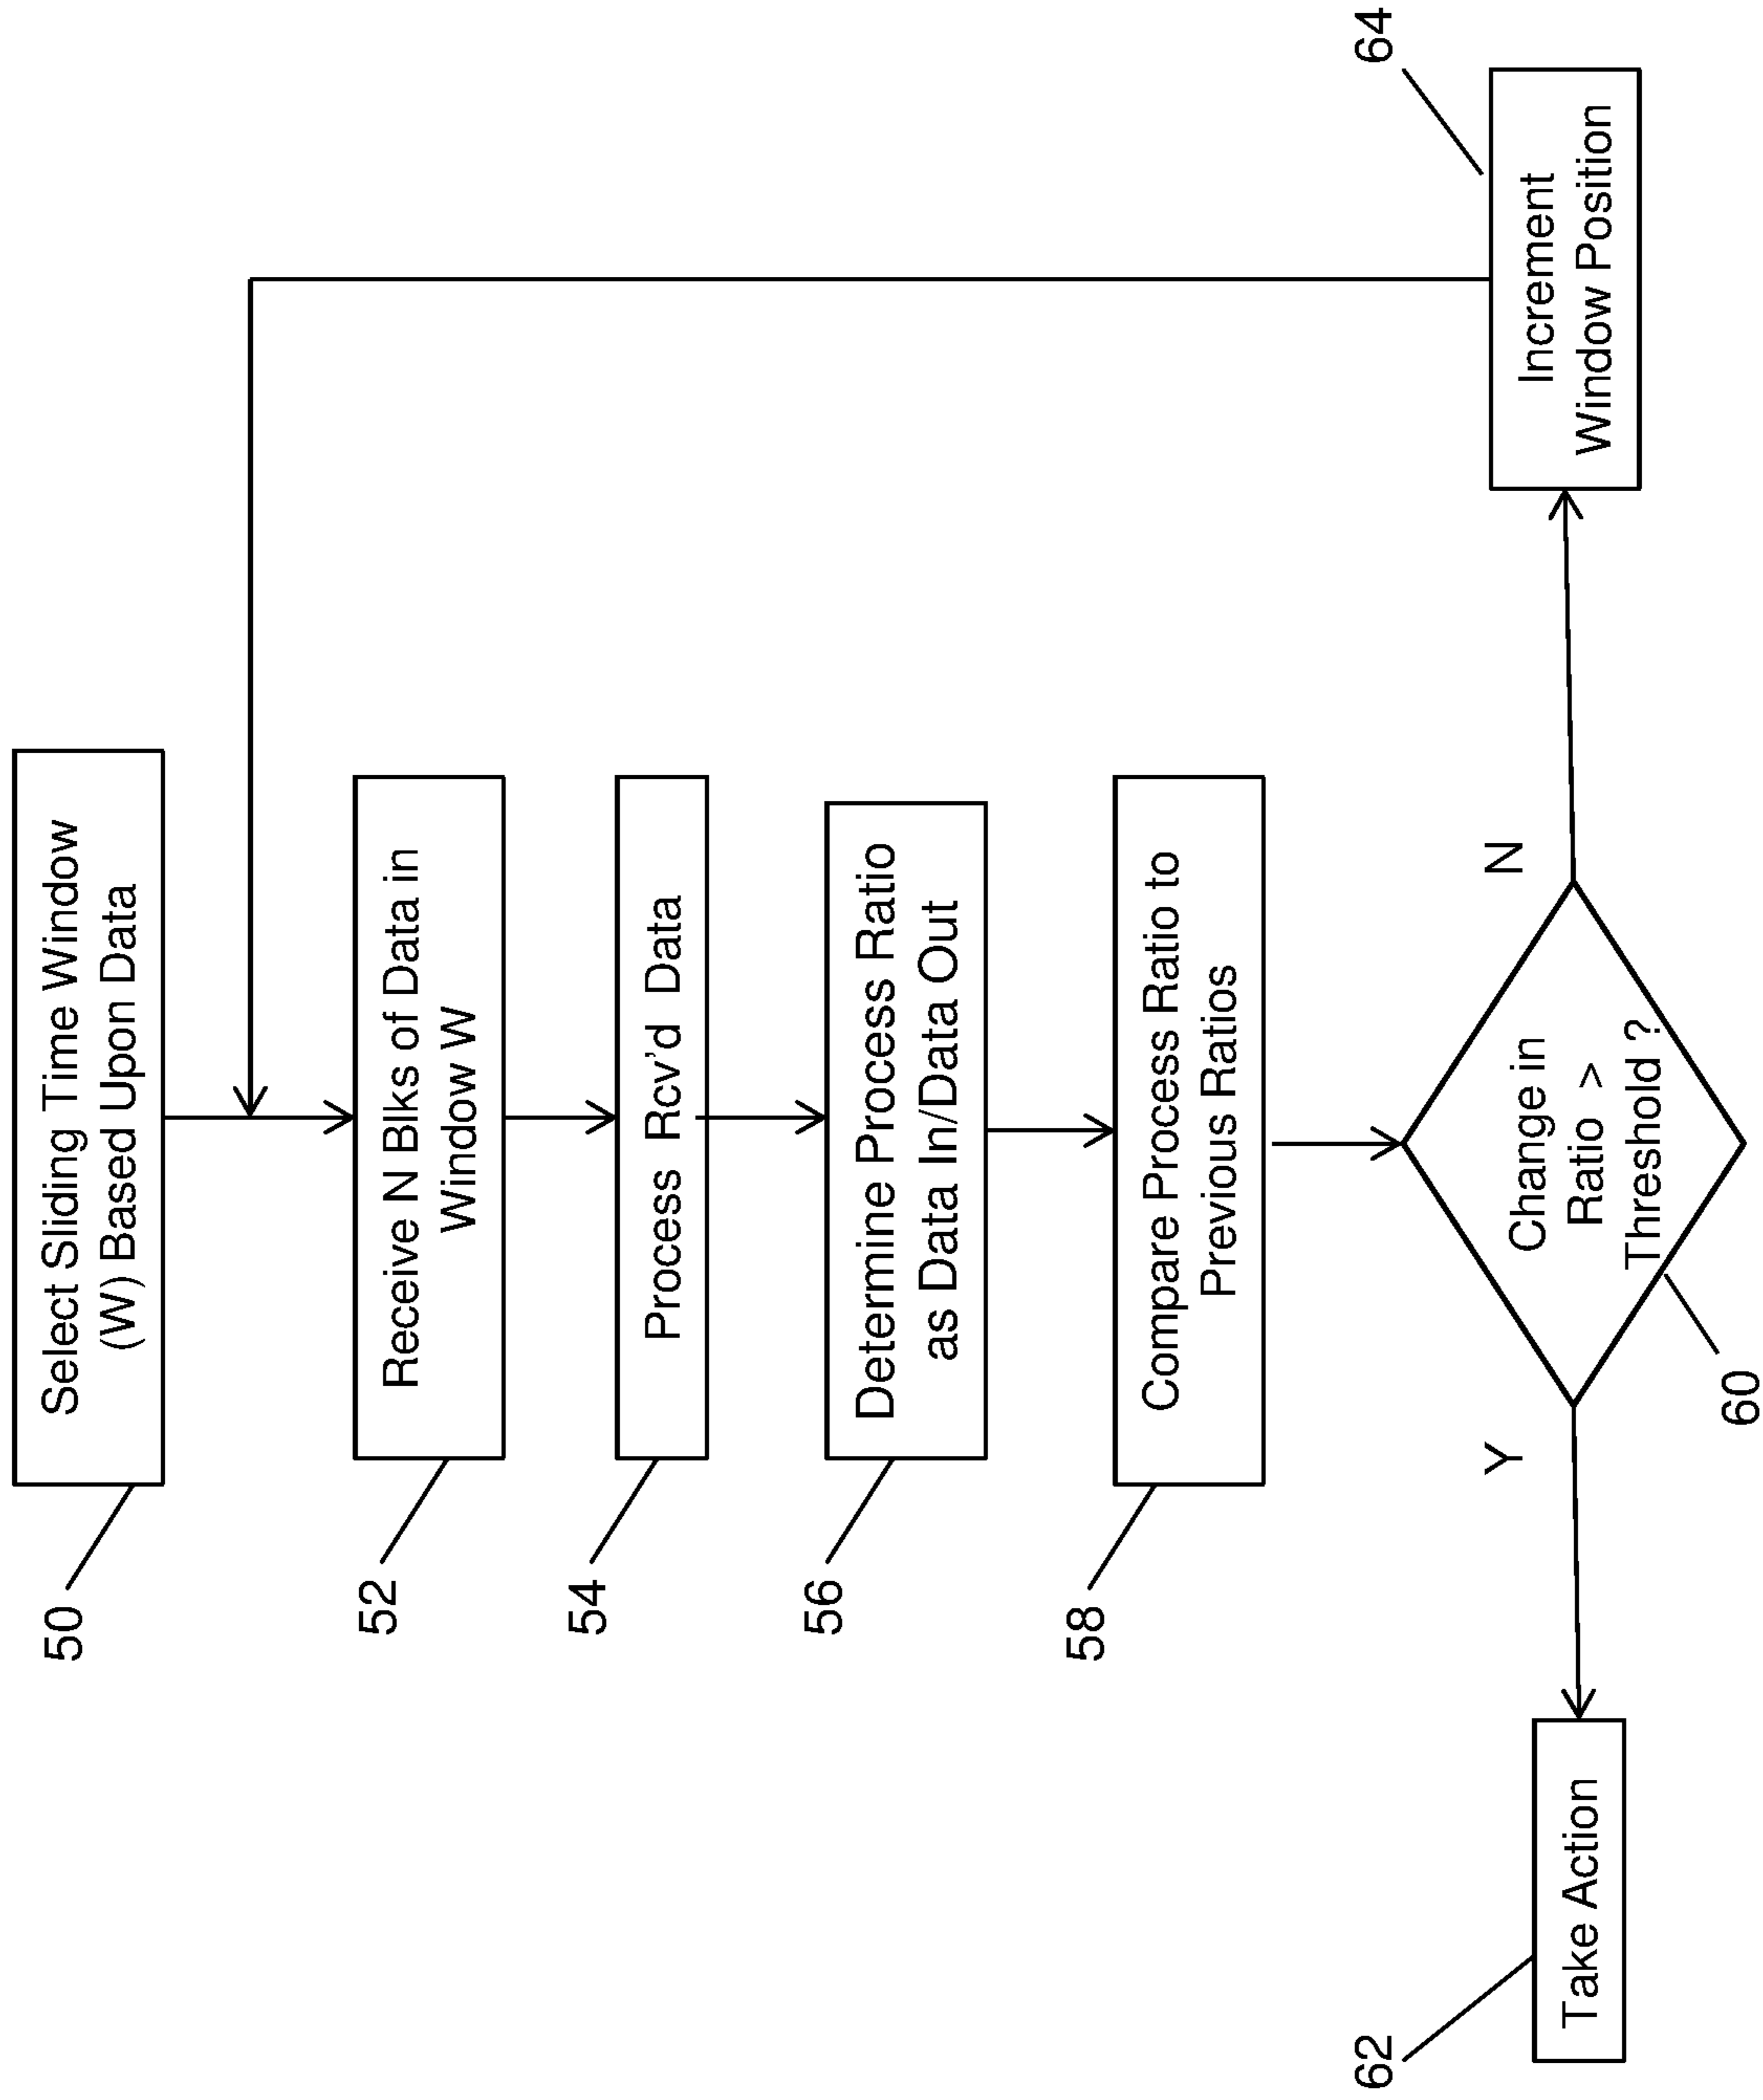 50
Select Sliding Time Window
(W) Based Upon Data
52
Receive N Blks of Data in
Window W
54
Process Rcv'd Data
56
Determine Process Ratio
as Data In/Data Out
58
Compare Process Ratio to
Previous Ratios
Y
N
Change in
Ratio >
Threshold ?
60
62
Take Action
64
Increment
Window Position